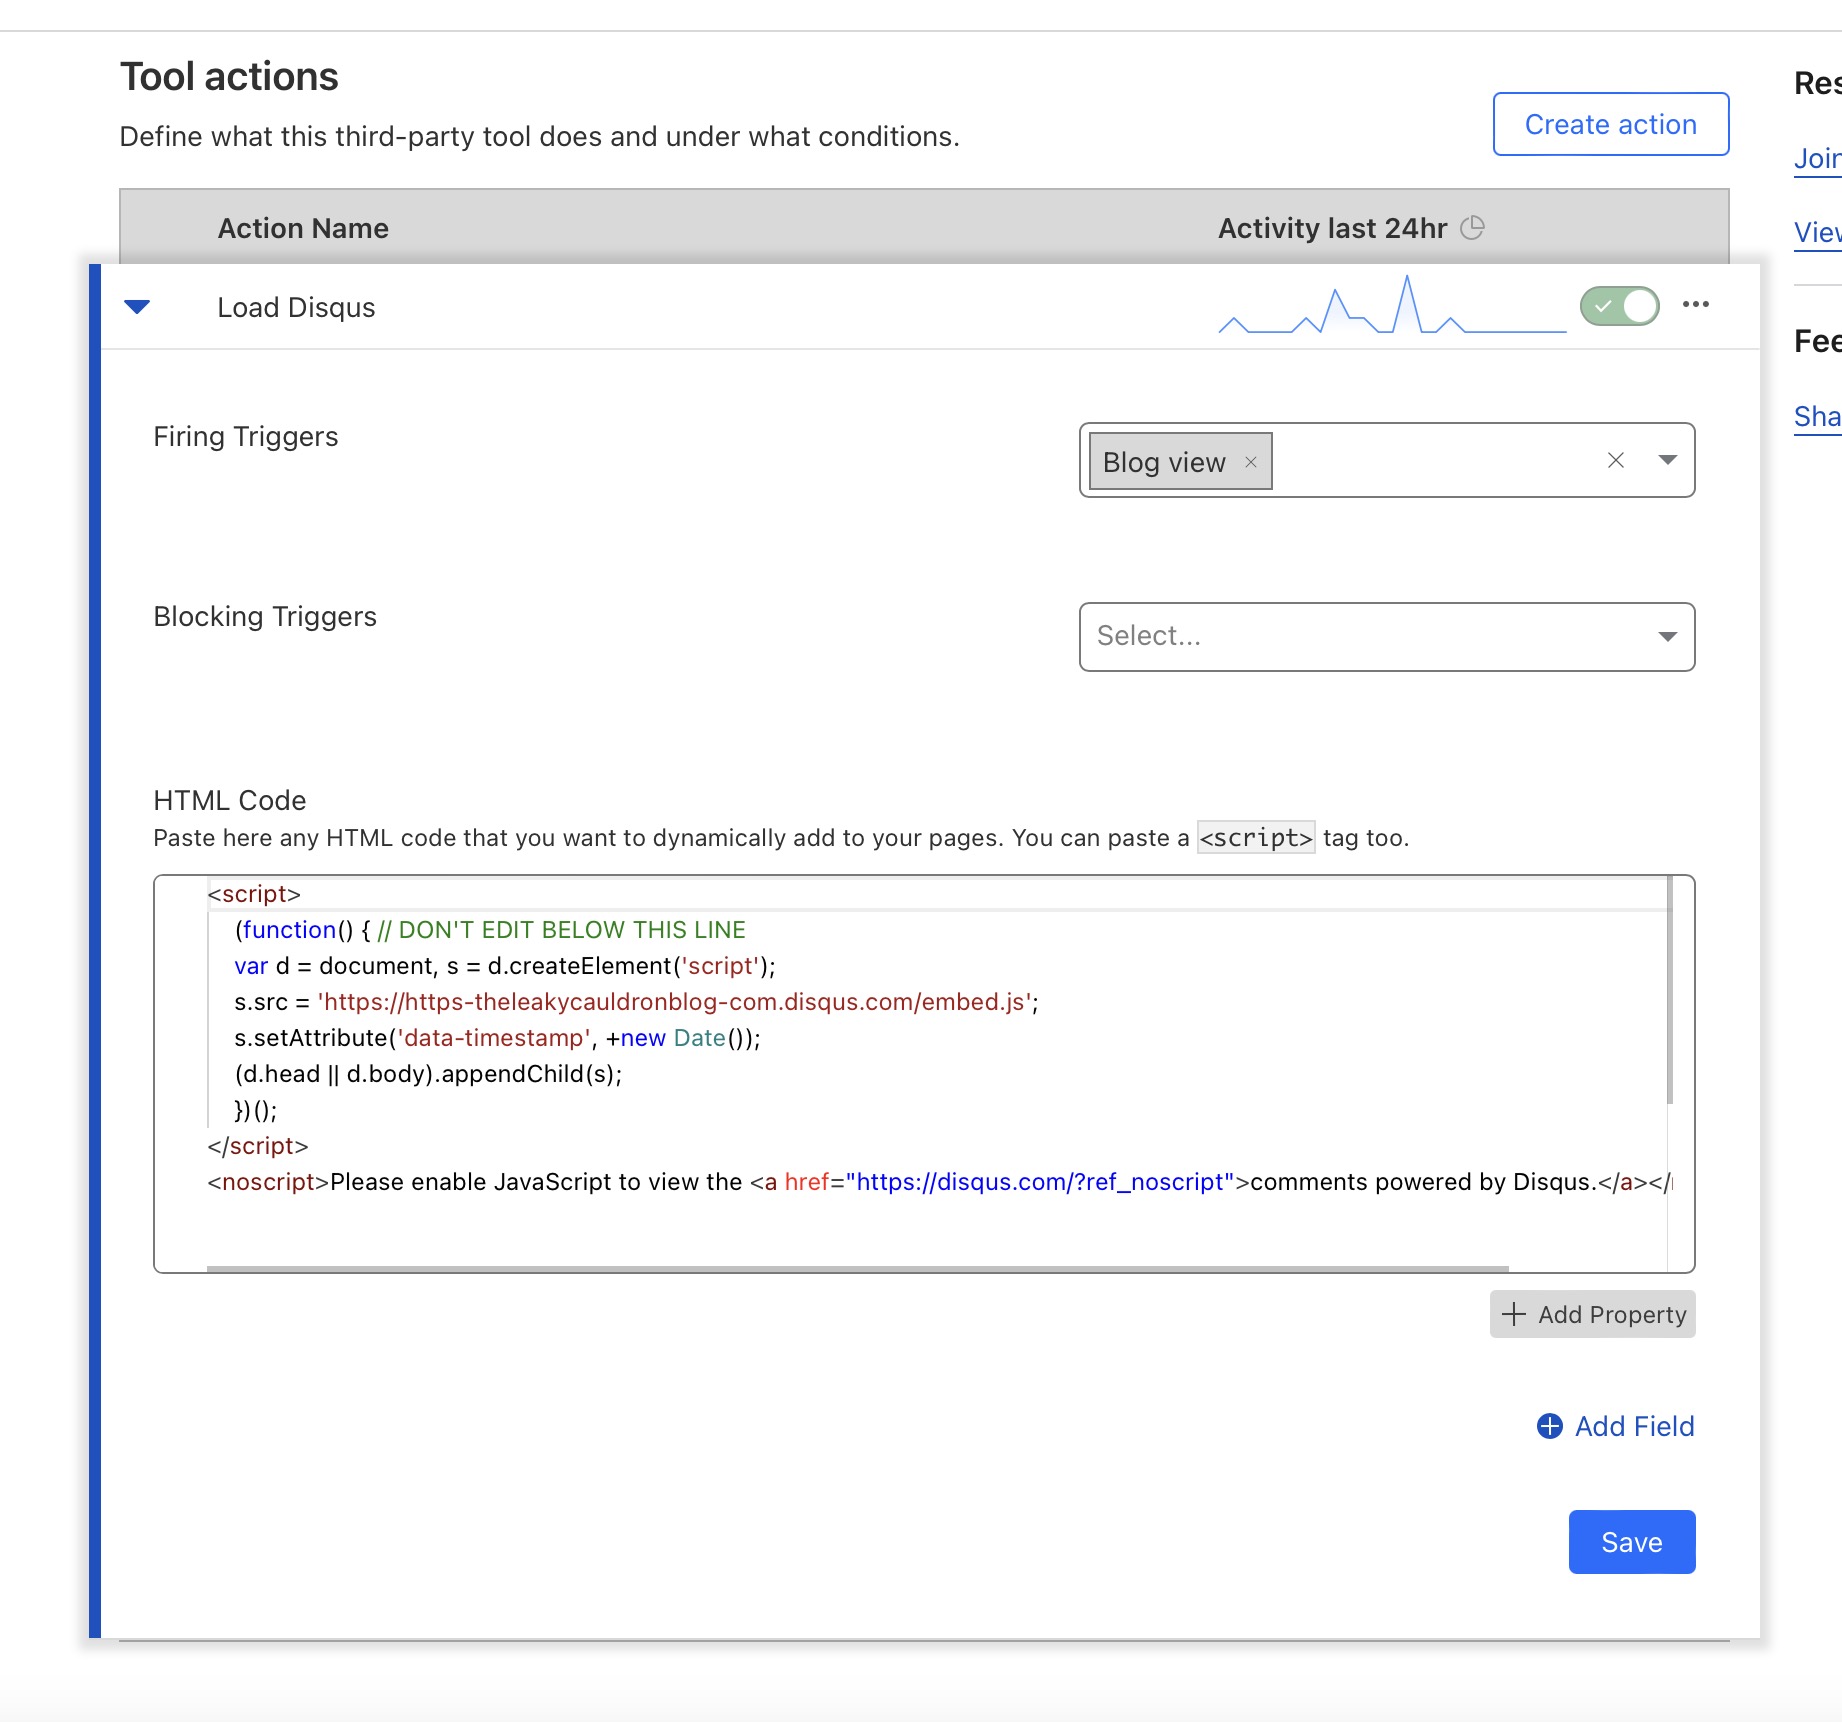 Tool actions
Define what this third-party tool does and under what conditions.
Create action
Action Name
Activity last 24hr
Load Disqus
Firing Triggers
Blog view
Blocking Triggers
Select...
HTML Code
Paste here any HTML code that you want to dynamically add to your pages. You can paste a <script> tag too.
<script>
(function() { // DON'T EDIT BELOW THIS LINE
var d = document, s = d.createElement('script');
s.src = 'https://https-theleakycauldronblog-com.disqus.com/embed.js';
s.setAttribute('data-timestamp', +new Date());
(d.head || d.body).appendChild(s);
})();
</script>
<noscript>Please enable JavaScript to view the <a href="https://disqus.com/?ref_noscript">comments powered by Disqus.</a></
Add Property
Add Field
Save
Res
Join
View
Fee
Sha